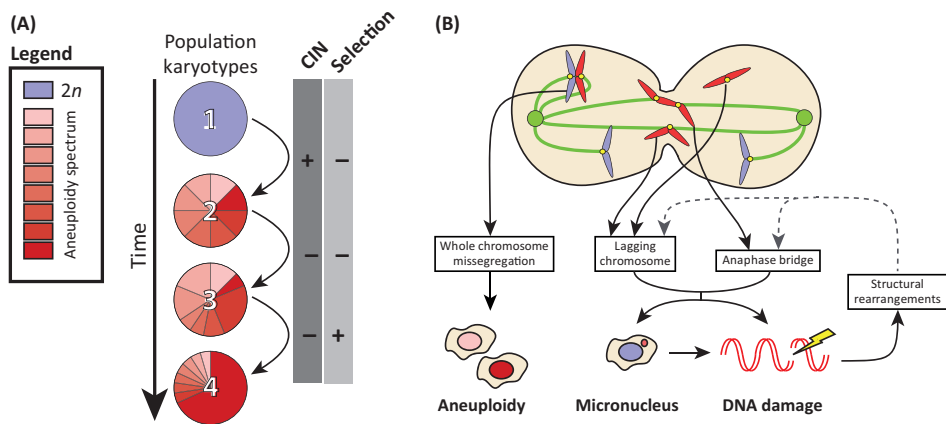 (A)
Legend
2n
Aneuploidy spectrum
Time
Population
karyotypes
CIN
Selection
1
+ –
2
– –
3
– +
4
(B)
Whole chromosome
missegregation
Lagging
chromosome
Anaphase bridge
Structural
rearrangements
Aneuploidy
Micronucleus
DNA damage